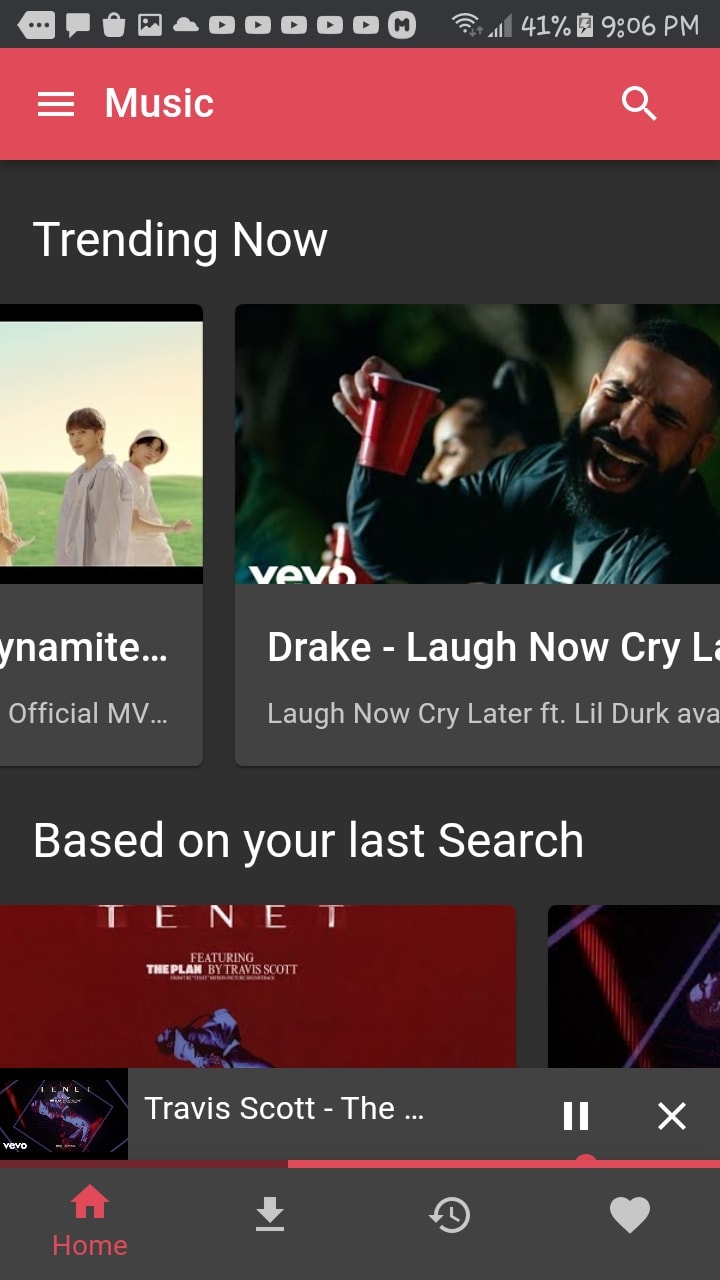 41% 9:06 PM
Music
Trending Now
vevo
ynamite...
Official MV...
Drake - Laugh Now Cry La
Laugh Now Cry Later ft. Lil Durk ava
Based on your last Search
TENET
FEATURING
THE PLAN BY TRAVIS SCOTT
TENET
vevo
Travis Scott - The ...
Home